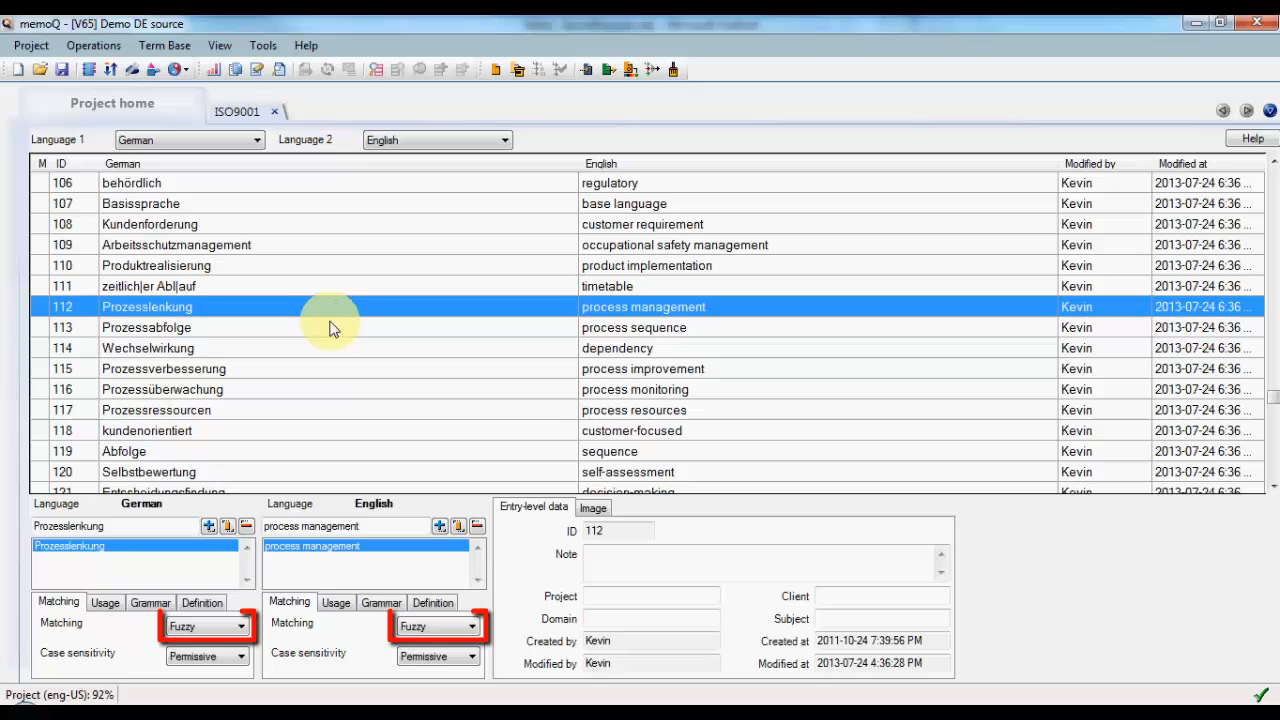 memoQ - [V65] Demo DE source
Project Operations Term Base View Tools Help
Project home
ISO9001
Language 1 German Language 2 English Help
M ID German English Modified by Modified at
106 behördlich regulatory Kevin 2013-07-24 6:36 ...
107 Basissprache base language Kevin 2013-07-24 6:36 ...
108 Kundenforderung customer requirement Kevin 2013-07-24 6:36 ...
109 Arbeitsschutzmanagement occupational safety management Kevin 2013-07-24 6:36 ...
110 Produktrealisierung product implementation Kevin 2013-07-24 6:36 ...
111 zeitlich|er Abl|auf timetable Kevin 2013-07-24 6:36 ...
112 Prozesslenkung process management Kevin 2013-07-24 6:36 ...
113 Prozessabfolge process sequence Kevin 2013-07-24 6:36 ...
114 Wechselwirkung dependency Kevin 2013-07-24 6:36 ...
115 Prozessverbesserung process improvement Kevin 2013-07-24 6:36 ...
116 Prozessüberwachung process monitoring Kevin 2013-07-24 6:36 ...
117 Prozessressourcen process resources Kevin 2013-07-24 6:36 ...
118 kundenorientiert customer-focused Kevin 2013-07-24 6:36 ...
119 Abfolge sequence Kevin 2013-07-24 6:36 ...
120 Selbstbewertung self-assessment Kevin 2013-07-24 6:36 ...
121 Entscheidungsfindung decision-making Kevin 2013-07-24 6:36 ...
Language German Language English
Prozesslenkung process management
Prozesslenkung process management
Matching Usage Grammar Definition Matching Usage Grammar Definition
Matching Fuzzy Matching Fuzzy
Case sensitivity Permissive Case sensitivity Permissive
Entry-level data Image
ID 112
Note
Project Client
Domain Subject
Created by Kevin Created at 2011-10-24 7:39:56 PM
Modified by Kevin Modified at 2013-07-24 4:36:28 PM
Project (eng-US): 92%